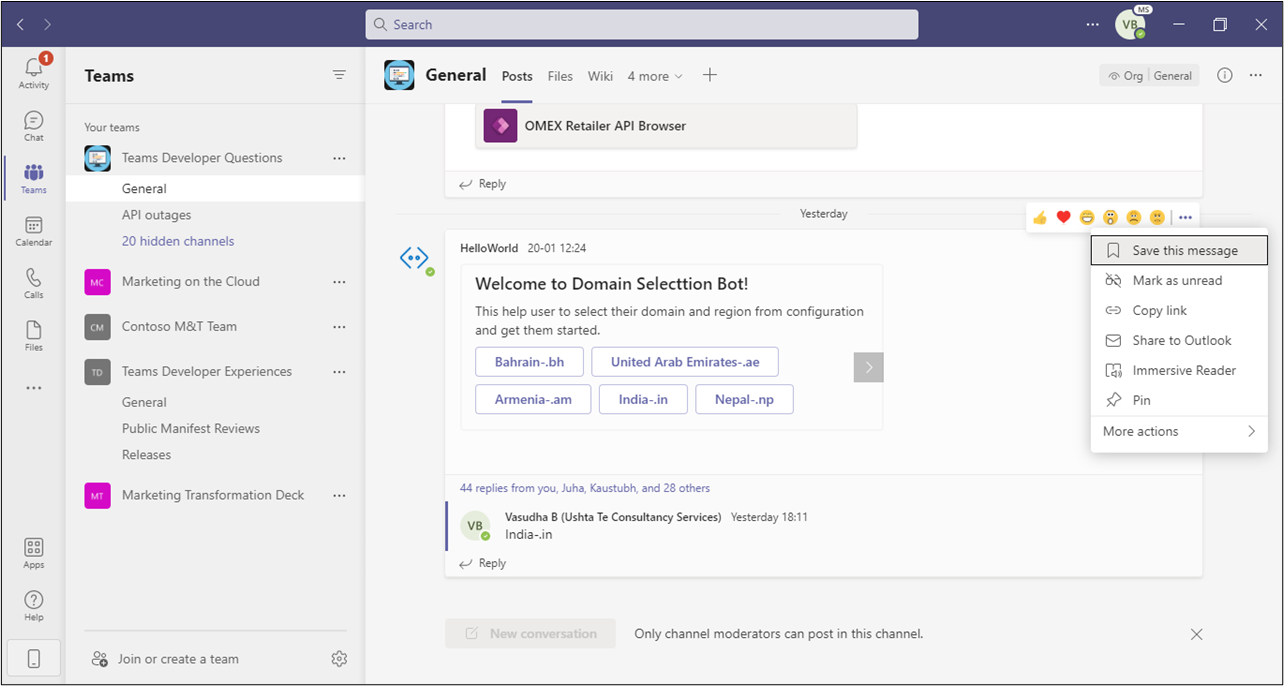 Search
MS
VB
1
Activity
Chat
Teams
Calendar
Calls
Files
Apps
Help
Teams
Your teams
Teams Developer Questions
General
API outages
20 hidden channels
MC Marketing on the Cloud
CM Contoso M&T Team
TD Teams Developer Experiences
General
Public Manifest Reviews
Releases
MT Marketing Transformation Deck
Join or create a team
General Posts Files Wiki 4 more
Org General
OMEX Retailer API Browser
Reply
Yesterday
HelloWorld 20-01 12:24
Welcome to Domain Selecttion Bot!
This help user to select their domain and region from configuration
and get them started.
Bahrain-.bh United Arab Emirates-.ae
Armenia-.am India-.in Nepal-.np
44 replies from you, Juha, Kaustubh, and 28 others
VB Vasudha B (Ushta Te Consultancy Services) Yesterday 18:11
India-.in
Reply
New conversation Only channel moderators can post in this channel.
Save this message
Mark as unread
Copy link
Share to Outlook
Immersive Reader
Pin
More actions